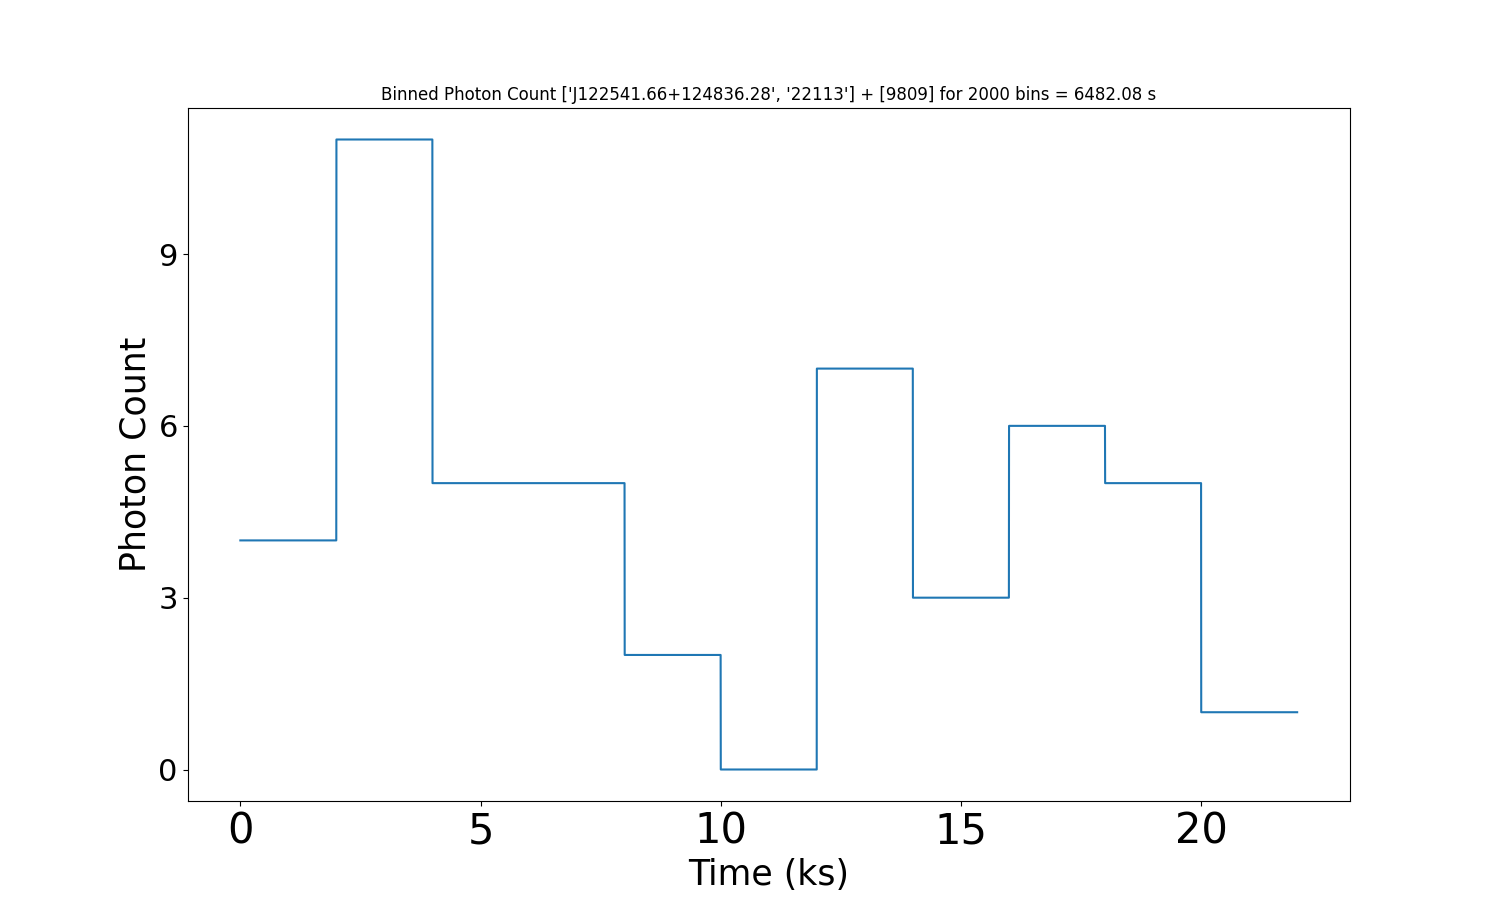 Binned Photon Count ['J122541.66+124836.28', '22113'] + [9809] for 2000 bins = 6482.08 s
Photon Count
9
6
3
0
0 5 10 15 20
Time (ks)